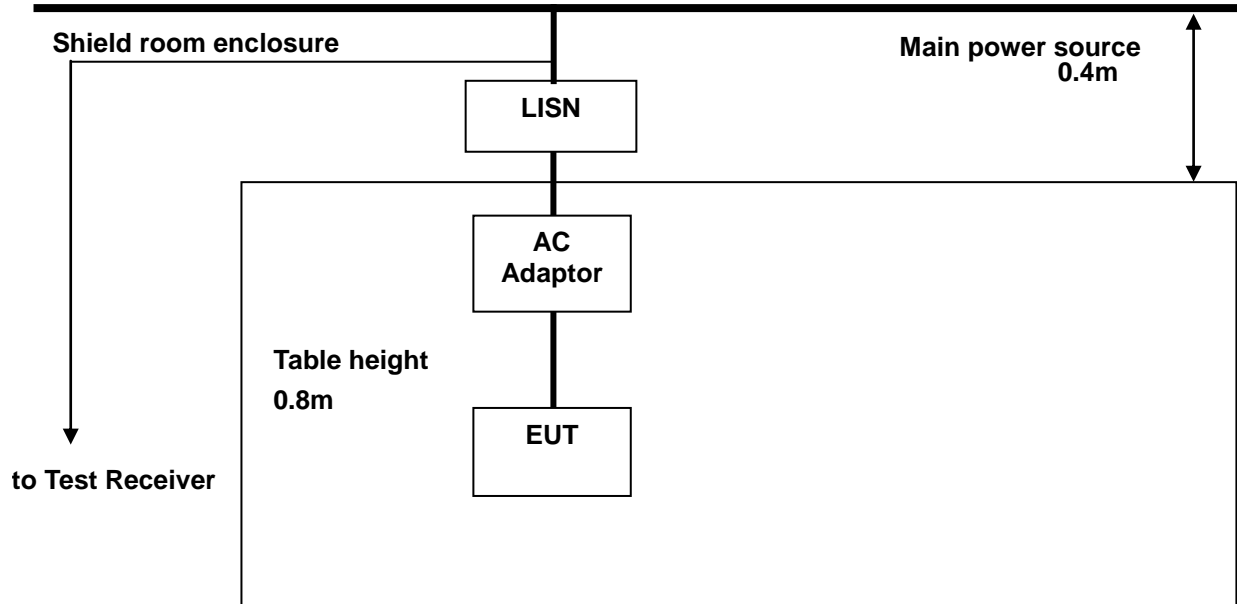 Shield room enclosure
Main power source
0.4m
LISN
AC
Adaptor
Table height
0.8m
EUT
to Test Receiver